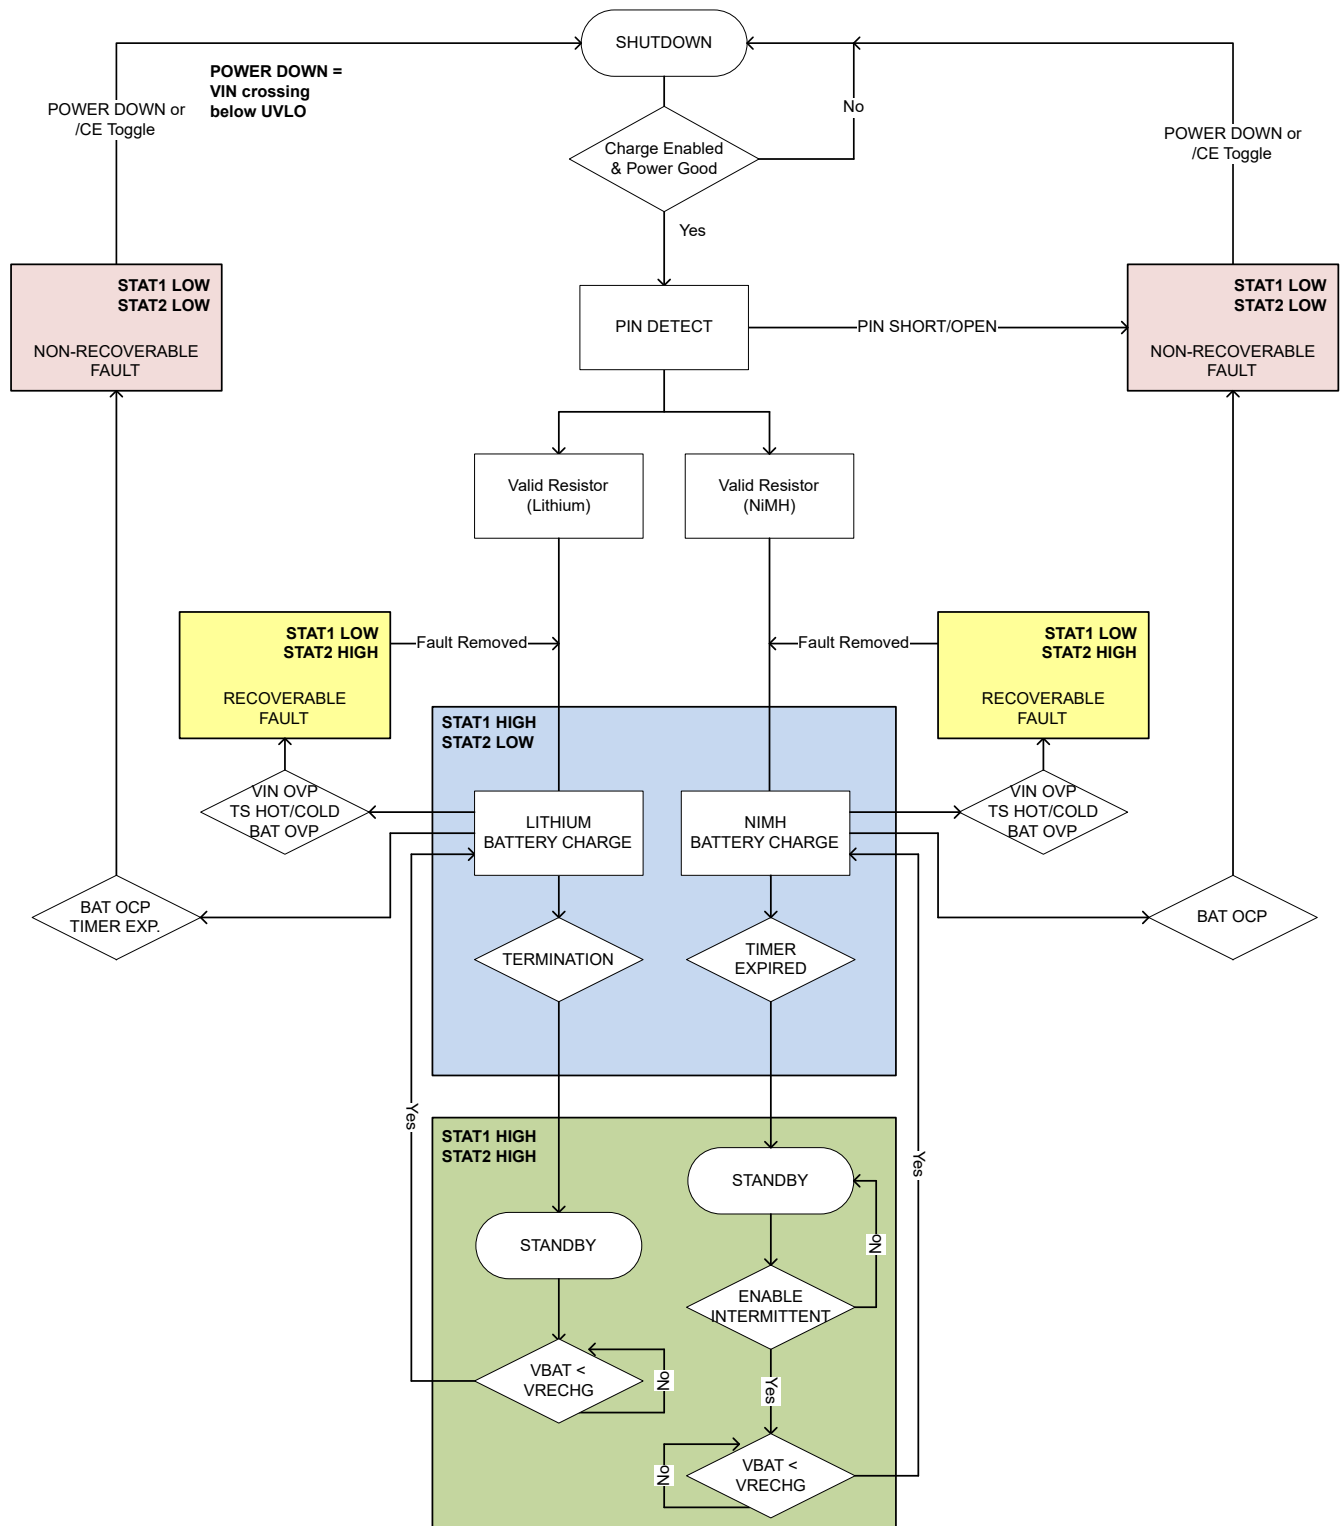 SHUTDOWN
POWER DOWN =
VIN crossing
below UVLO
POWER DOWN or
/CE Toggle
No
POWER DOWN or
/CE Toggle
Charge Enabled
& Power Good
Yes
STAT1 LOW
STAT2 LOW
NON-RECOVERABLE
FAULT
PIN DETECT
PIN SHORT/OPEN
STAT1 LOW
STAT2 LOW
NON-RECOVERABLE
FAULT
Valid Resistor
(Lithium)
Valid Resistor
(NiMH)
STAT1 LOW
STAT2 HIGH
RECOVERABLE
FAULT
Fault Removed
Fault Removed
STAT1 LOW
STAT2 HIGH
RECOVERABLE
FAULT
STAT1 HIGH
STAT2 LOW
VIN OVP
TS HOT/COLD
BAT OVP
LITHIUM
BATTERY CHARGE
NIMH
BATTERY CHARGE
VIN OVP
TS HOT/COLD
BAT OVP
BAT OCP
TIMER EXP.
BAT OCP
TERMINATION
TIMER
EXPIRED
Yes
STAT1 HIGH
STAT2 HIGH
Yes
STANDBY
STANDBY
No
ENABLE
INTERMITTENT
VBAT <
VRECHG
No
Yes
VBAT <
VRECHG
No